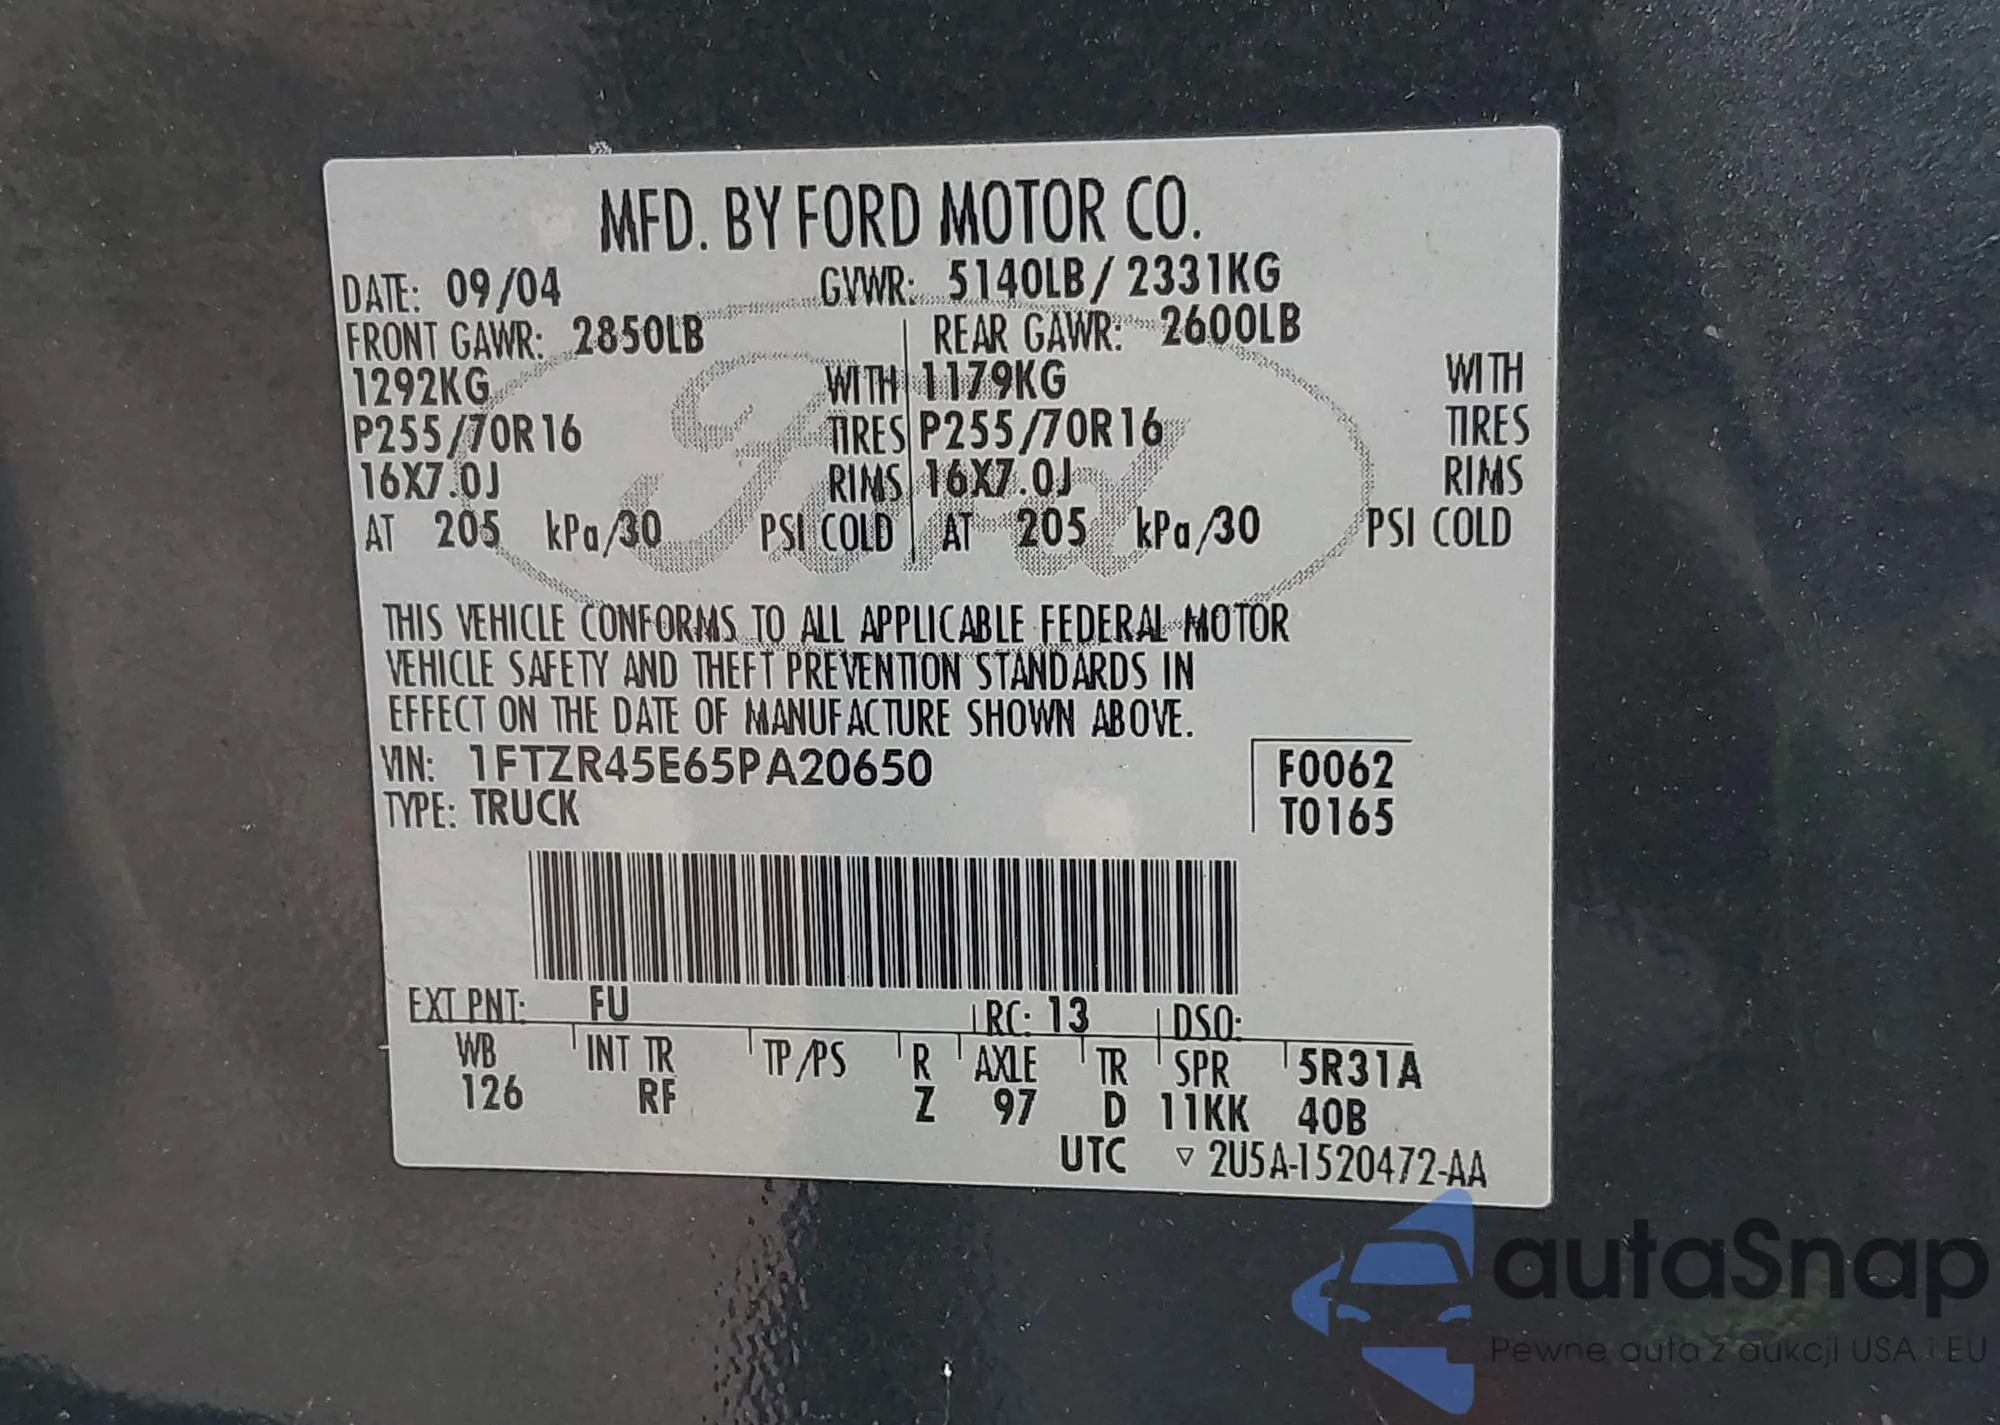 MFD. BY FORD MOTOR CO.
DATE: 09/04 GVWR: 5140LB / 2331KG
FRONT GAWR: 2850LB REAR GAWR: 2600LB
1292KG WITH 1179KG WITH
P255/70R16 TIRES P255/70R16 TIRES
16X7.0J RIMS 16X7.0J RIMS
AT 205 kPa/30 PSI COLD AT 205 kPa/30 PSI COLD
Ford
THIS VEHICLE CONFORMS TO ALL APPLICABLE FEDERAL MOTOR
VEHICLE SAFETY AND THEFT PREVENTION STANDARDS IN
EFFECT ON THE DATE OF MANUFACTURE SHOWN ABOVE.
VIN: 1FTZR45E65PA20650 F0062
TYPE: TRUCK T0165
EXT PNT: FU RC: 13 DSO:
WB INT TR TP/PS R AXLE TR SPR 5R31A
126 RF Z 97 D 11KK 40B
UTC ▽ 2U5A-1520472-AA
autaSnap
Pewne auta z aukcji USA i EU